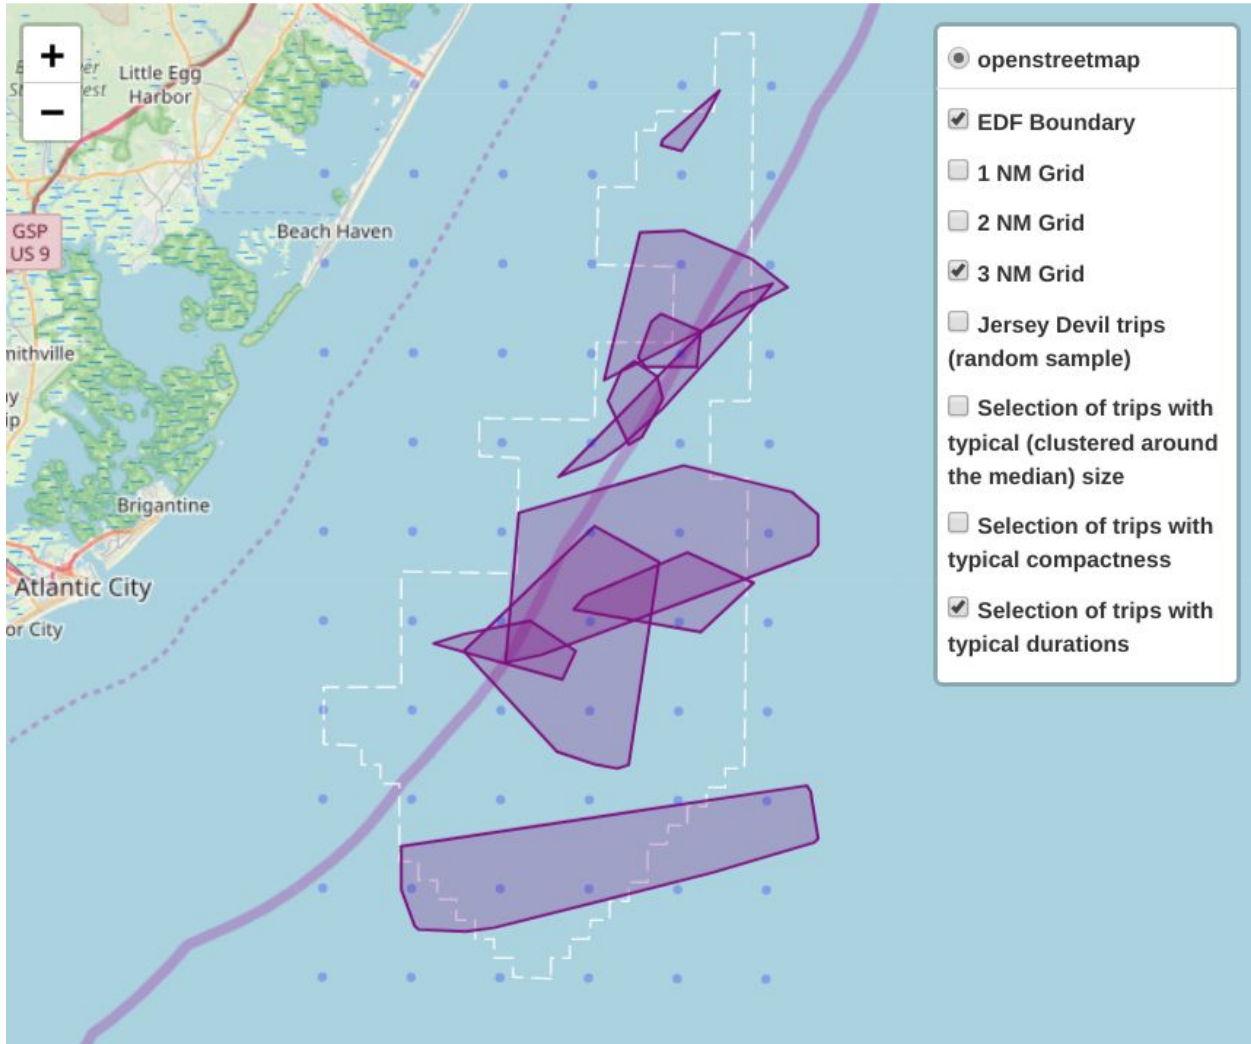 +
−
Little Egg
Harbor
Beach Haven
GSP
US 9
Brigantine
Atlantic City
or City
openstreetmap
EDF Boundary
1 NM Grid
2 NM Grid
3 NM Grid
Jersey Devil trips
(random sample)
Selection of trips with
typical (clustered around
the median) size
Selection of trips with
typical compactness
Selection of trips with
typical durations